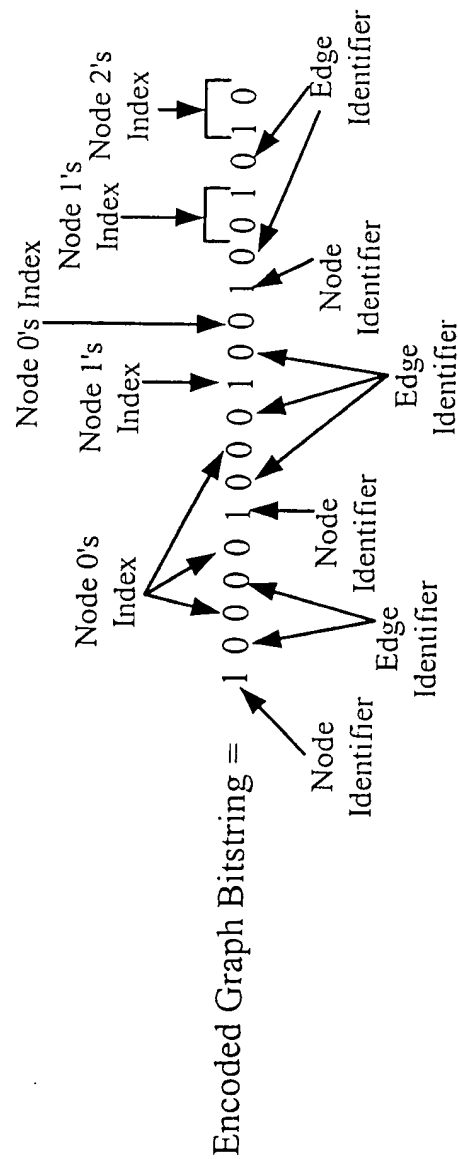 Node 0's
Index
Node 1's
Index
Node 0's Index
Node 1's
Index
Node 2's
Index
Encoded Graph Bitstring = 1 0 0 0 0 1 0 0 0 1 0 0 1 0 0 1 0 1 0
Node
Identifier
Edge
Identifier
Node
Identifier
Edge
Identifier
Node
Identifier
Edge
Identifier